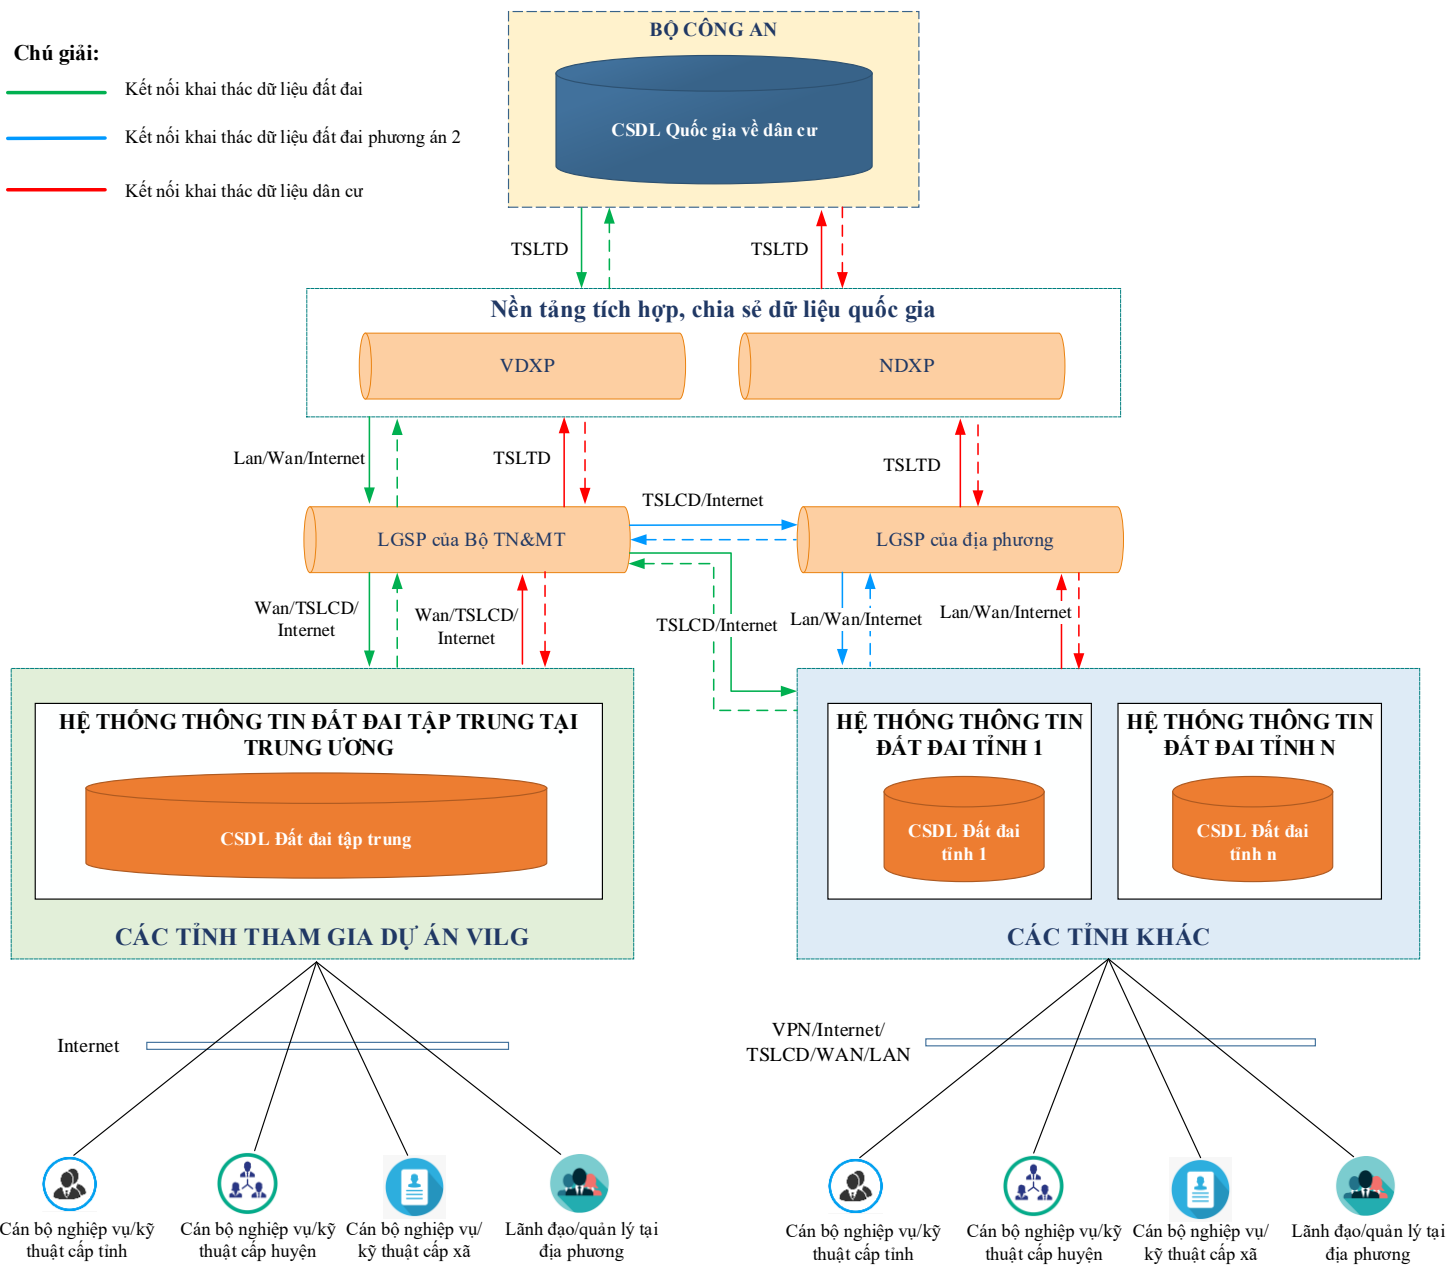 BỘ CÔNG AN
CSDL Quốc gia về dân cư
Chú giải:
Kết nối khai thác dữ liệu đất đai
Kết nối khai thác dữ liệu đất đai phương án 2
Kết nối khai thác dữ liệu dân cư
TSLTD
TSLTD
Nền tảng tích hợp, chia sẻ dữ liệu quốc gia
VDXP
NDXP
Lan/Wan/Internet
TSLTD
TSLTD
TSLCD/Internet
LGSP của Bộ TN&MT
LGSP của địa phương
Wan/TSLCD/
Internet
Wan/TSLCD/
Internet
TSLCD/Internet
Lan/Wan/Internet
Lan/Wan/Internet
HỆ THỐNG THÔNG TIN ĐẤT ĐAI TẬP TRUNG TẠI
TRUNG ƯƠNG
CSDL Đất đai tập trung
CÁC TỈNH THAM GIA DỰ ÁN VILG
HỆ THỐNG THÔNG TIN
ĐẤT ĐAI TỈNH 1
CSDL Đất đai
tỉnh 1
HỆ THỐNG THÔNG TIN
ĐẤT ĐAI TỈNH N
CSDL Đất đai
tỉnh n
CÁC TỈNH KHÁC
Internet
VPN/Internet/
TSLCD/WAN/LAN
Cán bộ nghiệp vụ/kỹ
thuật cấp tỉnh
Cán bộ nghiệp vụ/kỹ
thuật cấp huyện
Cán bộ nghiệp vụ/
kỹ thuật cấp xã
Lãnh đạo/quản lý tại
địa phương
Cán bộ nghiệp vụ/kỹ
thuật cấp tỉnh
Cán bộ nghiệp vụ/kỹ
thuật cấp huyện
Cán bộ nghiệp vụ/
kỹ thuật cấp xã
Lãnh đạo/quản lý tại
địa phương